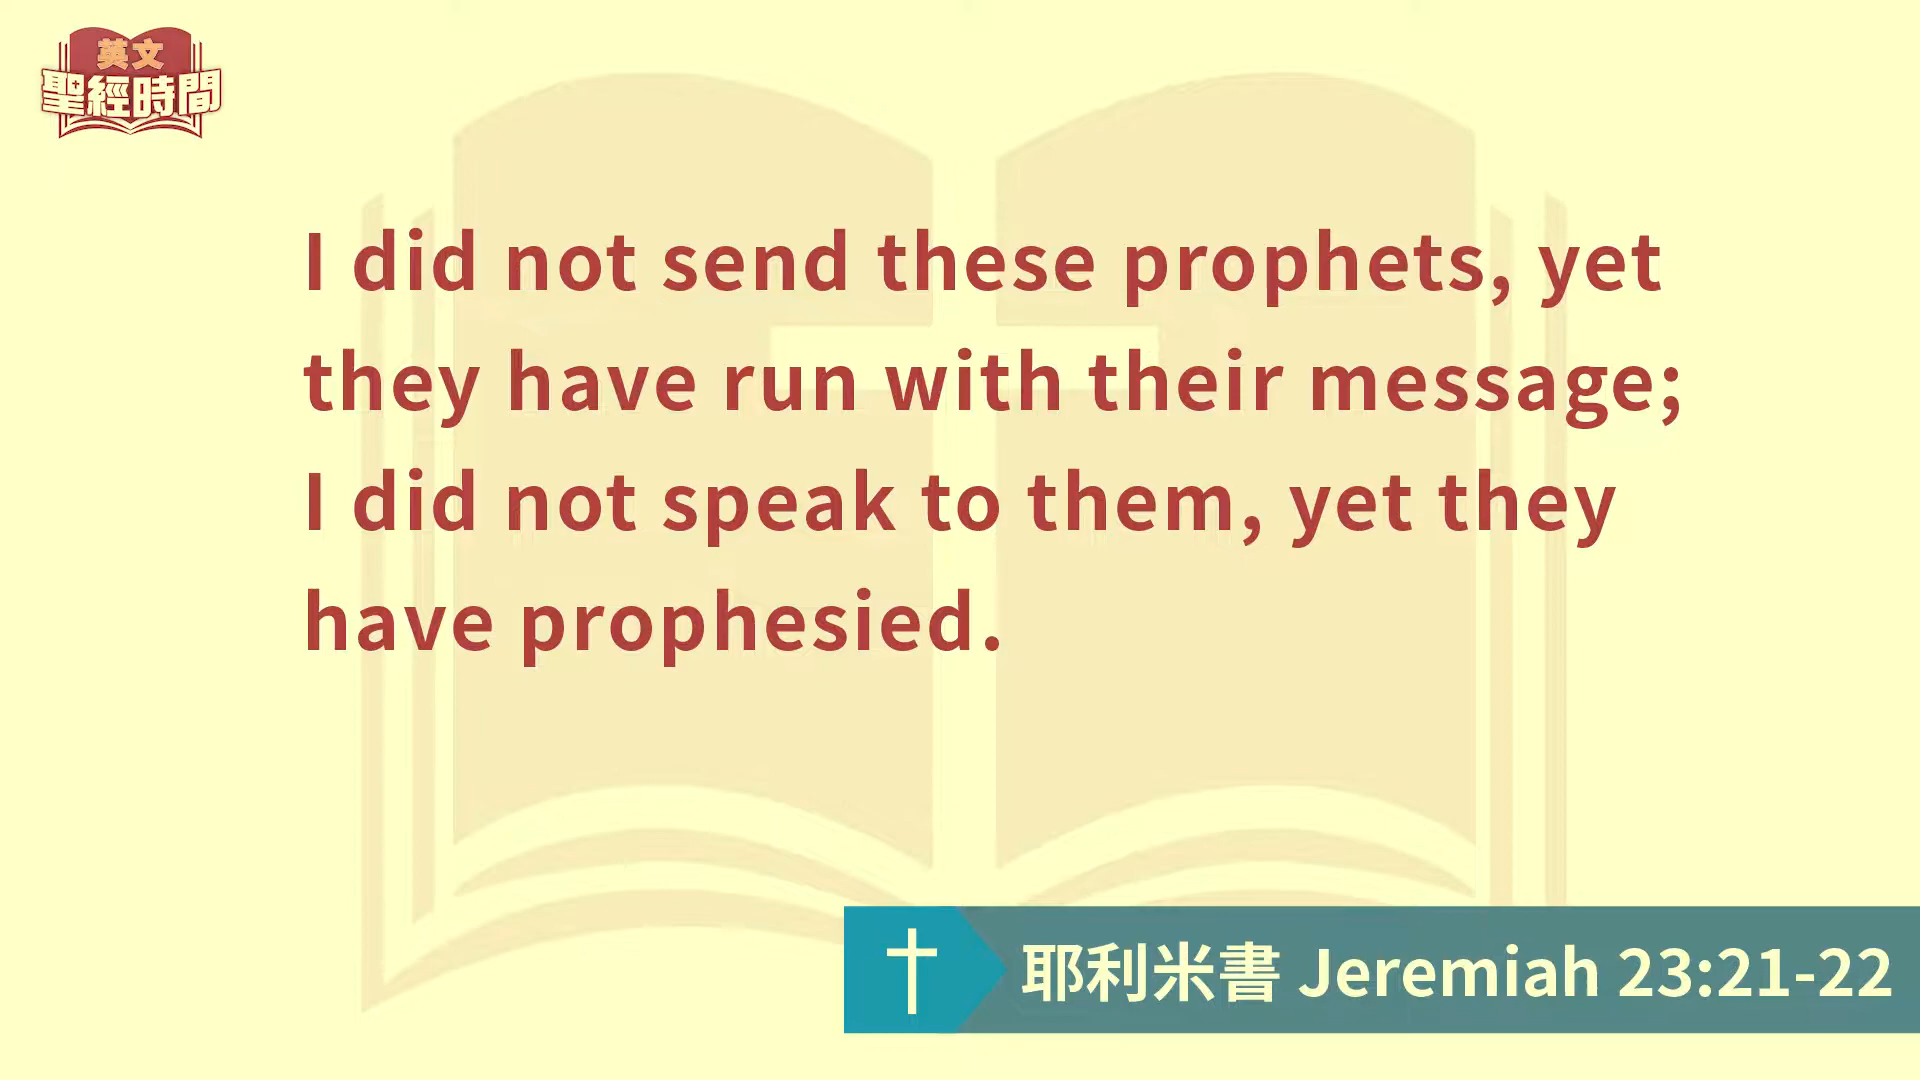 英文
聖經時間
I did not send these prophets, yet
they have run with their message;
I did not speak to them, yet they
have prophesied.
耶利米書 Jeremiah 23:21-22